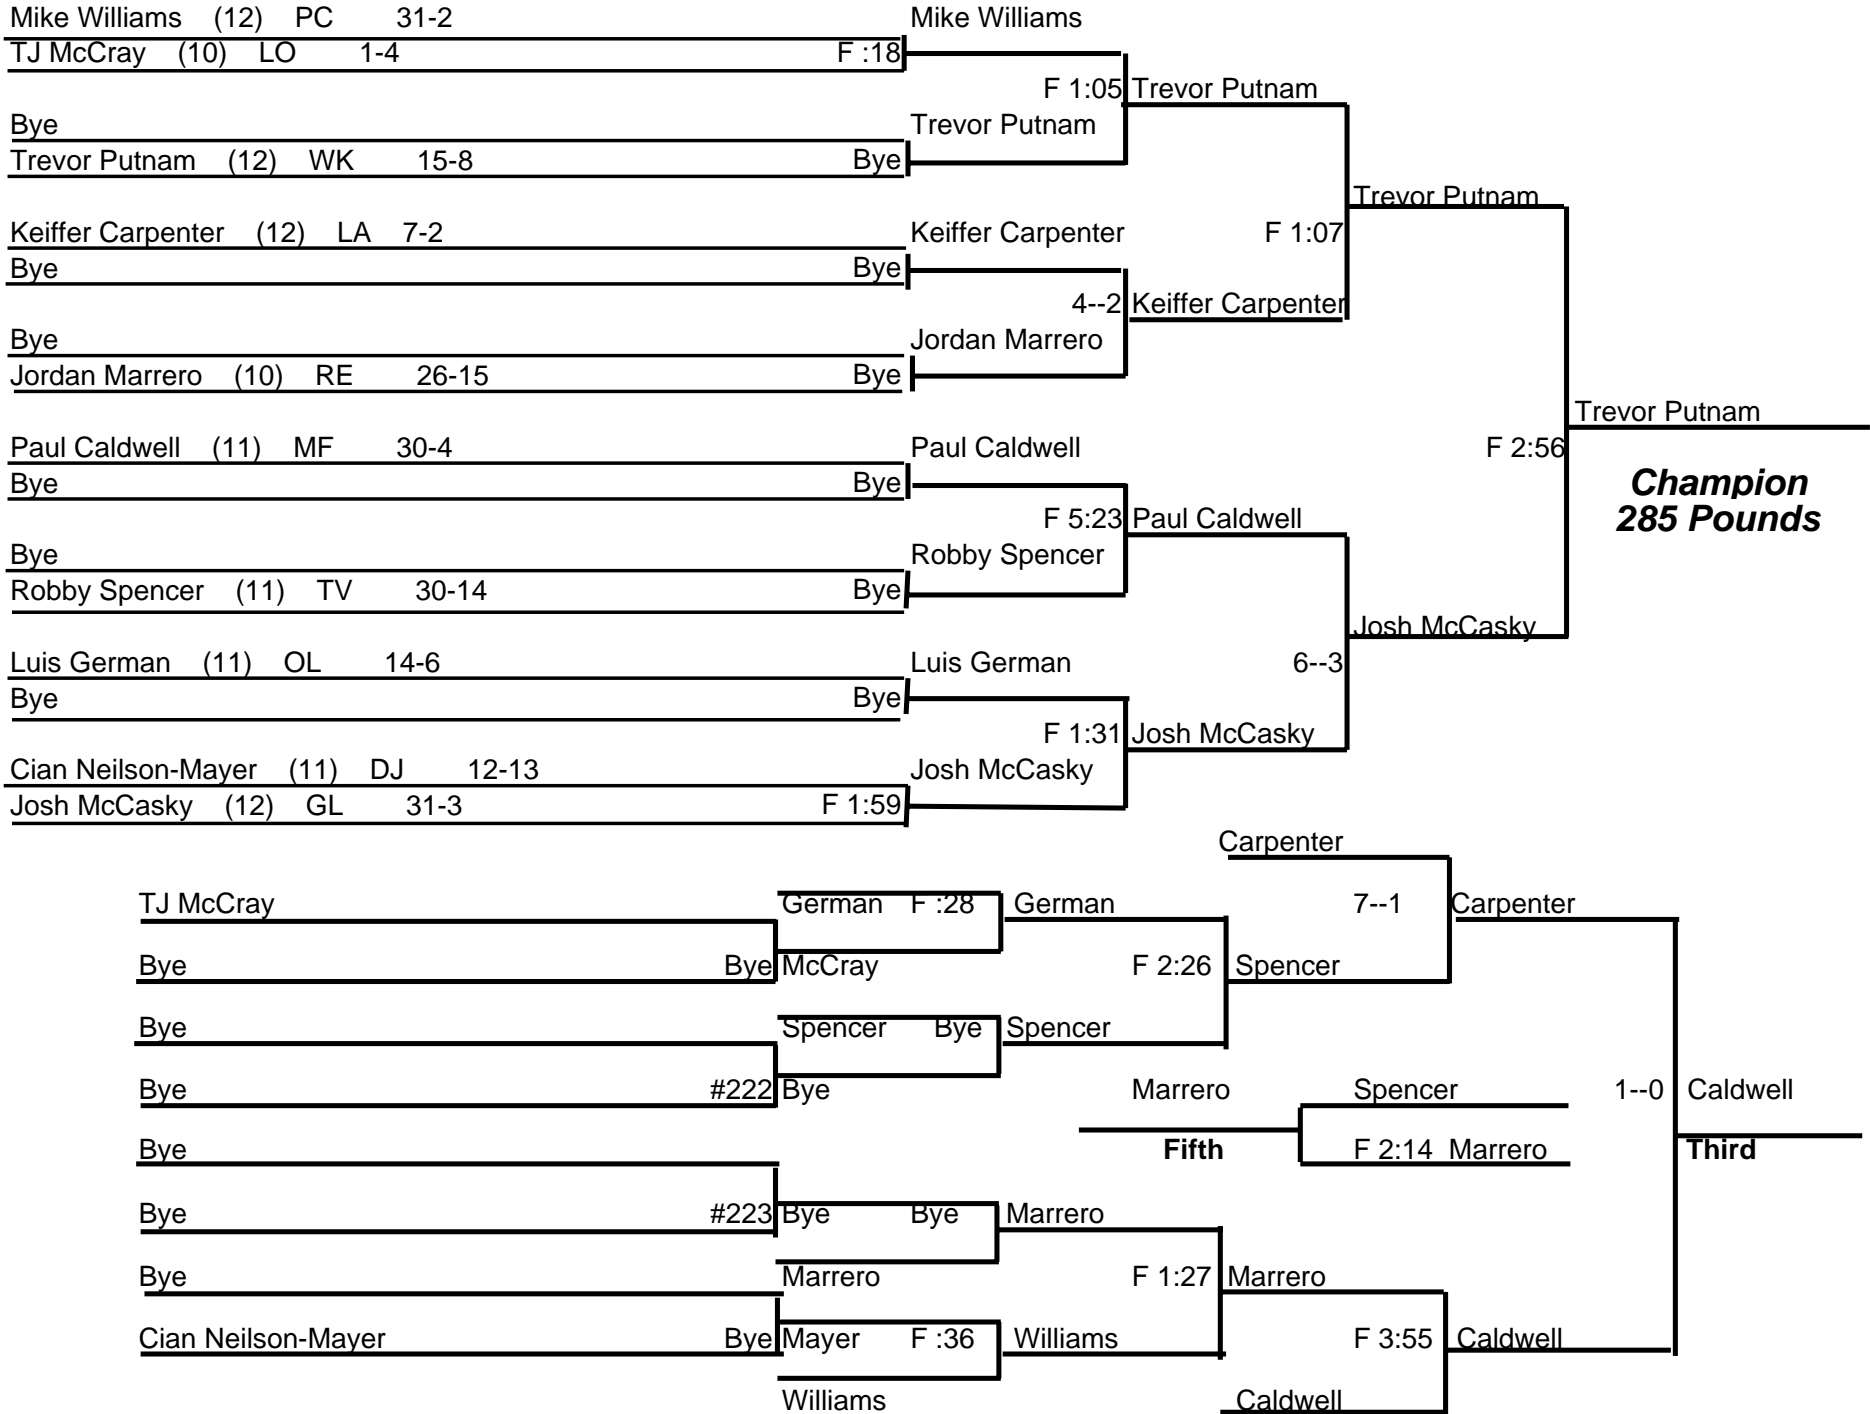 Mike Williams (12) PC 31-2 Mike Williams
TJ McCray (10) LO 1-4 F :18
F 1:05 Trevor Putnam
Bye Trevor Putnam
Trevor Putnam (12) WK 15-8 Bye
Trevor Putnam
Keiffer Carpenter (12) LA 7-2 Keiffer Carpenter F 1:07
Bye Bye
4--2 Keiffer Carpenter
Bye Jordan Marrero
Jordan Marrero (10) RE 26-15 Bye
Trevor Putnam
Paul Caldwell (11) MF 30-4 Paul Caldwell F 2:56
Bye Bye Champion
F 5:23 Paul Caldwell 285 Pounds
Bye Robby Spencer
Robby Spencer (11) TV 30-14 Bye
Josh McCasky
Luis German (11) OL 14-6 Luis German 6--3
Bye Bye
F 1:31 Josh McCasky
Cian Neilson-Mayer (11) DJ 12-13 Josh McCasky
Josh McCasky (12) GL 31-3 F 1:59
Carpenter
TJ McCray German F :28 German 7--1 Carpenter
Bye Bye McCray F 2:26 Spencer
Bye Spencer Bye Spencer
Bye #222 Bye Marrero Spencer 1--0 Caldwell
Bye Fifth F 2:14 Marrero Third
Bye #223 Bye Bye Marrero
Bye Marrero F 1:27 Marrero
Cian Neilson-Mayer Bye Mayer F :36 Williams F 3:55 Caldwell
Williams Caldwell